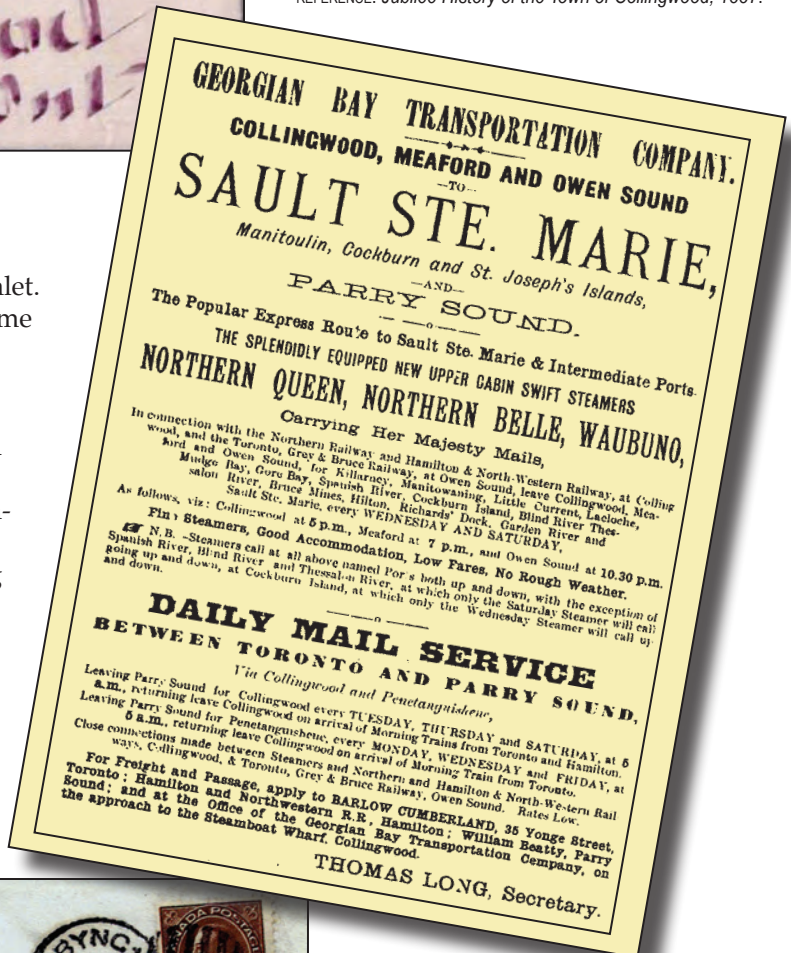 REFERENCE: Jubilee History of the Town of Collingwood, 1887.
GEORGIAN BAY TRANSPORTATION COMPANY.
COLLINGWOOD, MEAFORD AND OWEN SOUND
—TO—
SAULT STE. MARIE,
Manitoulin, Cockburn and St. Joseph's Islands,
—AND—
PARRY SOUND.
The Popular Express Route to Sault Ste. Marie & Intermediate Ports.
THE SPLENDIDLY EQUIPPED NEW UPPER CABIN SWIFT STEAMERS
NORTHERN QUEEN, NORTHERN BELLE, WAUBUNO,
Carrying Her Majesty Mails,
In connection with the Northern Railway and Hamilton & North-Western Railway, at Colling
wood, and the Toronto, Grey & Bruce Railway, at Owen Sound, leave Collingwood, Mea-
ford and Owen Sound, for Killarney, Manitowaning, Little Current, Lacloche,
Mudge Bay, Gore Bay, Spanish River, Cockburn Island, Blind River Thes-
salon River, Bruce Mines, Hilton, Richards' Dock, Garden River and
Sault Ste. Marie, every WEDNESDAY AND SATURDAY,
As follows, viz: Collingwood at 5 p.m., Meaford at 7 p.m., and Owen Sound at 10.30 p.m.
Steamers, Good Accommodation, Low Fares, No Rough Weather.
N.B. -Steamers call at all above named Por's both up and down, with the exception of
Spanish River, Blind River and Thessalon River, at which only the Saturday Steamer will call
going up and down, at Cockburn Island, at which only the Wednesday Steamer will call up
and down.
DAILY MAIL SERVICE
BETWEEN TORONTO AND PARRY SOUND,
Via Collingwood and Penetanguishene,
Leaving Parry Sound for Collingwood every TUESDAY, THURSDAY and SATURDAY, at 5
a.m., returning leave Collingwood on arrival of Morning Trains from Toronto and Hamilton.
Leaving Parry Sound for Penetanguishene, every MONDAY, WEDNESDAY and FRIDAY, at
5 a.m., returning leave Collingwood on arrival of Morning Train from Toronto.
Close connections made between Steamers and Northern and Hamilton & North-Western Rail
ways, Collingwood, & Toronto, Grey & Bruce Railway, Owen Sound. Rates Low.
For Freight and Passage, apply to BARLOW CUMBERLAND, 35 Yonge Street,
Toronto; Hamilton and Northwestern R.R., Hamilton; William Beatty, Parry
Sound; and at the Office of the Georgian Bay Transportation Company, on
the approach to the Steamboat Wharf, Collingwood.
THOMAS LONG, Secretary.